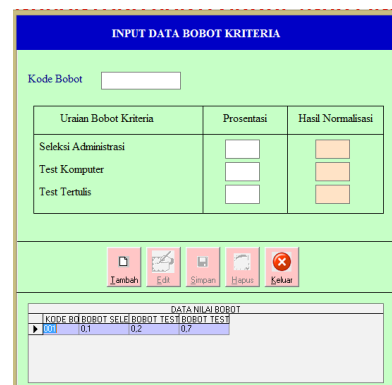 INPUT DATA BOBOT KRITERIA
Kode Bobot
Uraian Bobot Kriteria Prosentasi Hasil Normalisasi
Seleksi Administrasi
Test Komputer
Test Tertulis
Tambah Edit Simpan Hapus Keluar
DATA NILAI BOBOT
KODE BO BOBOT SELE BOBOT TEST BOBOT TEST
001 0,1 0,2 0,7